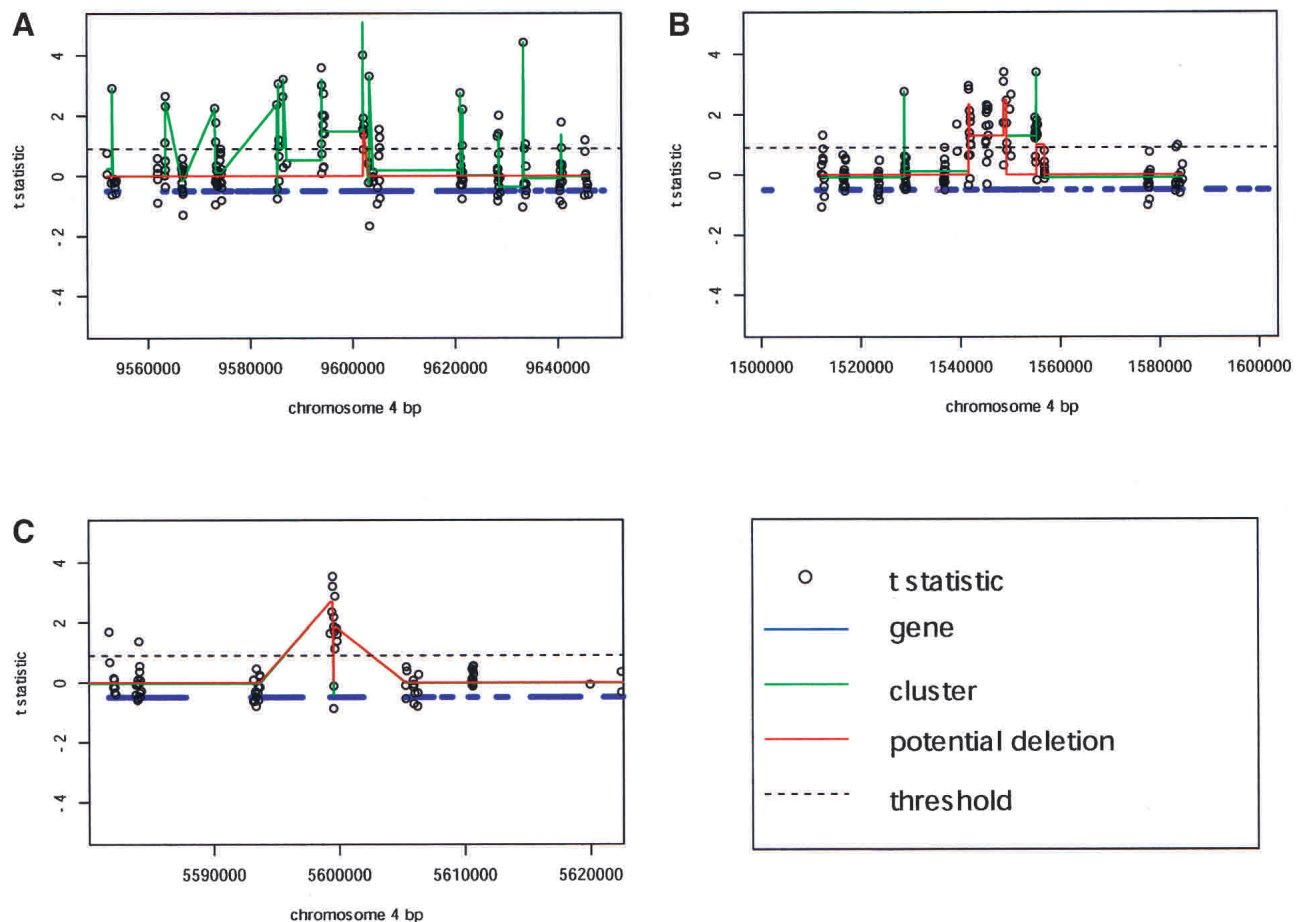 A
t statistic
4
2
0
- 2
- 4
9560000 9580000 9600000 9620000 9640000
chromosome 4 bp
B
t statistic
4
2
0
- 2
- 4
1500000 1520000 1540000 1560000 1580000 1600000
chromosome 4 bp
C
t statistic
4
2
0
- 2
- 4
5590000 5600000 5610000 5620000
chromosome 4 bp
t statistic
gene
cluster
potential deletion
threshold